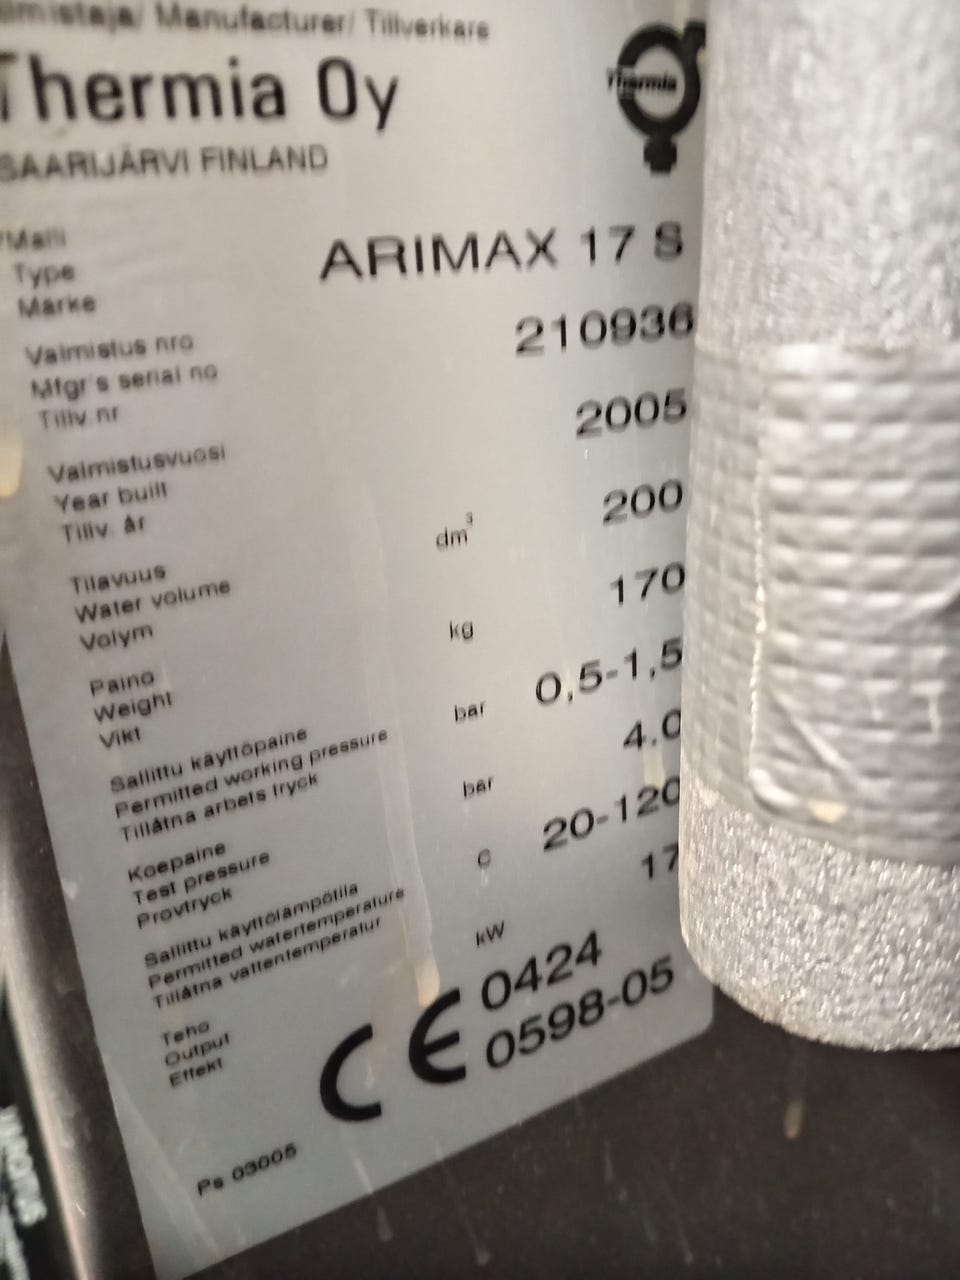 Manufacturer/ Tillverkare
Thermia Oy
Thermia
SAARIJÄRVI FINLAND
Malli
Type
Marke
ARIMAX 17 S
Valmistus nro
Mfgr's serial no
Tillv.nr
210936
Valmistusvuosi
Year built
Tillv. år
2005
Tilavuus
Water volume
Volym
dm³
200
Paino
Weight
Vikt
kg
170
Sallittu käyttöpaine
Permitted working pressure
Tillåtna arbets tryck
bar
0,5-1,5
Koepaine
Test pressure
Provtryck
bar
4.0
Sallittu käyttölämpötila
Permitted watertemperature
Tillåtna vattentemperatur
C
20-120
Teho
Output
Effekt
kW
17
CE 0424
0598-05
Ps 03005